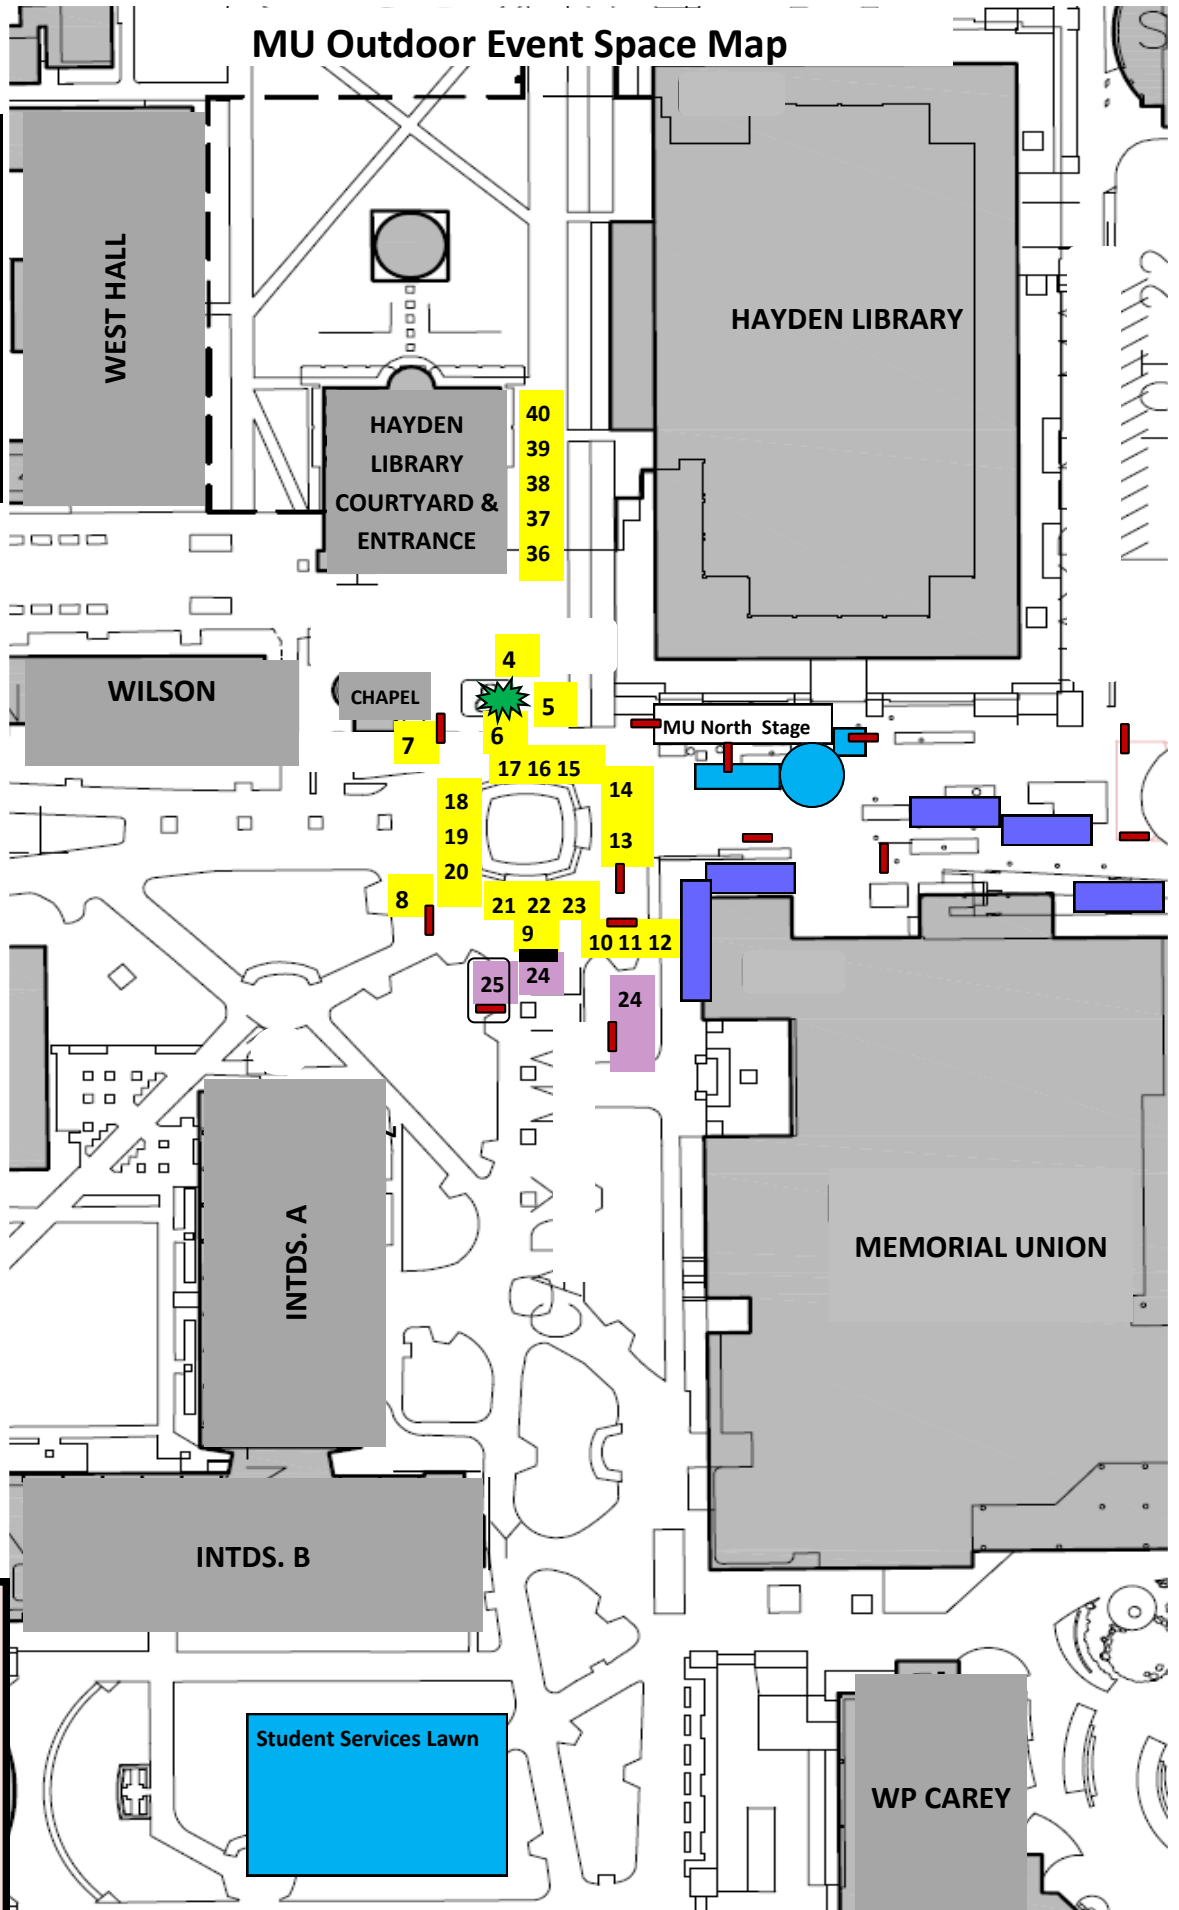 MU Outdoor Event Space Map
S
WEST HALL
HAYDEN LIBRARY
LOT 22
HAYDEN
LIBRARY
COURTYARD &
ENTRANCE
40
39
38
37
36
4
WILSON
CHAPEL
5
7
6
MU North Stage
17 16 15
14
18
19
13
20
8
21 22 23
9
10 11 12
25
24
24
INTDS. A
MEMORIAL UNION
INTDS. B
Student Services Lawn
WP CAREY